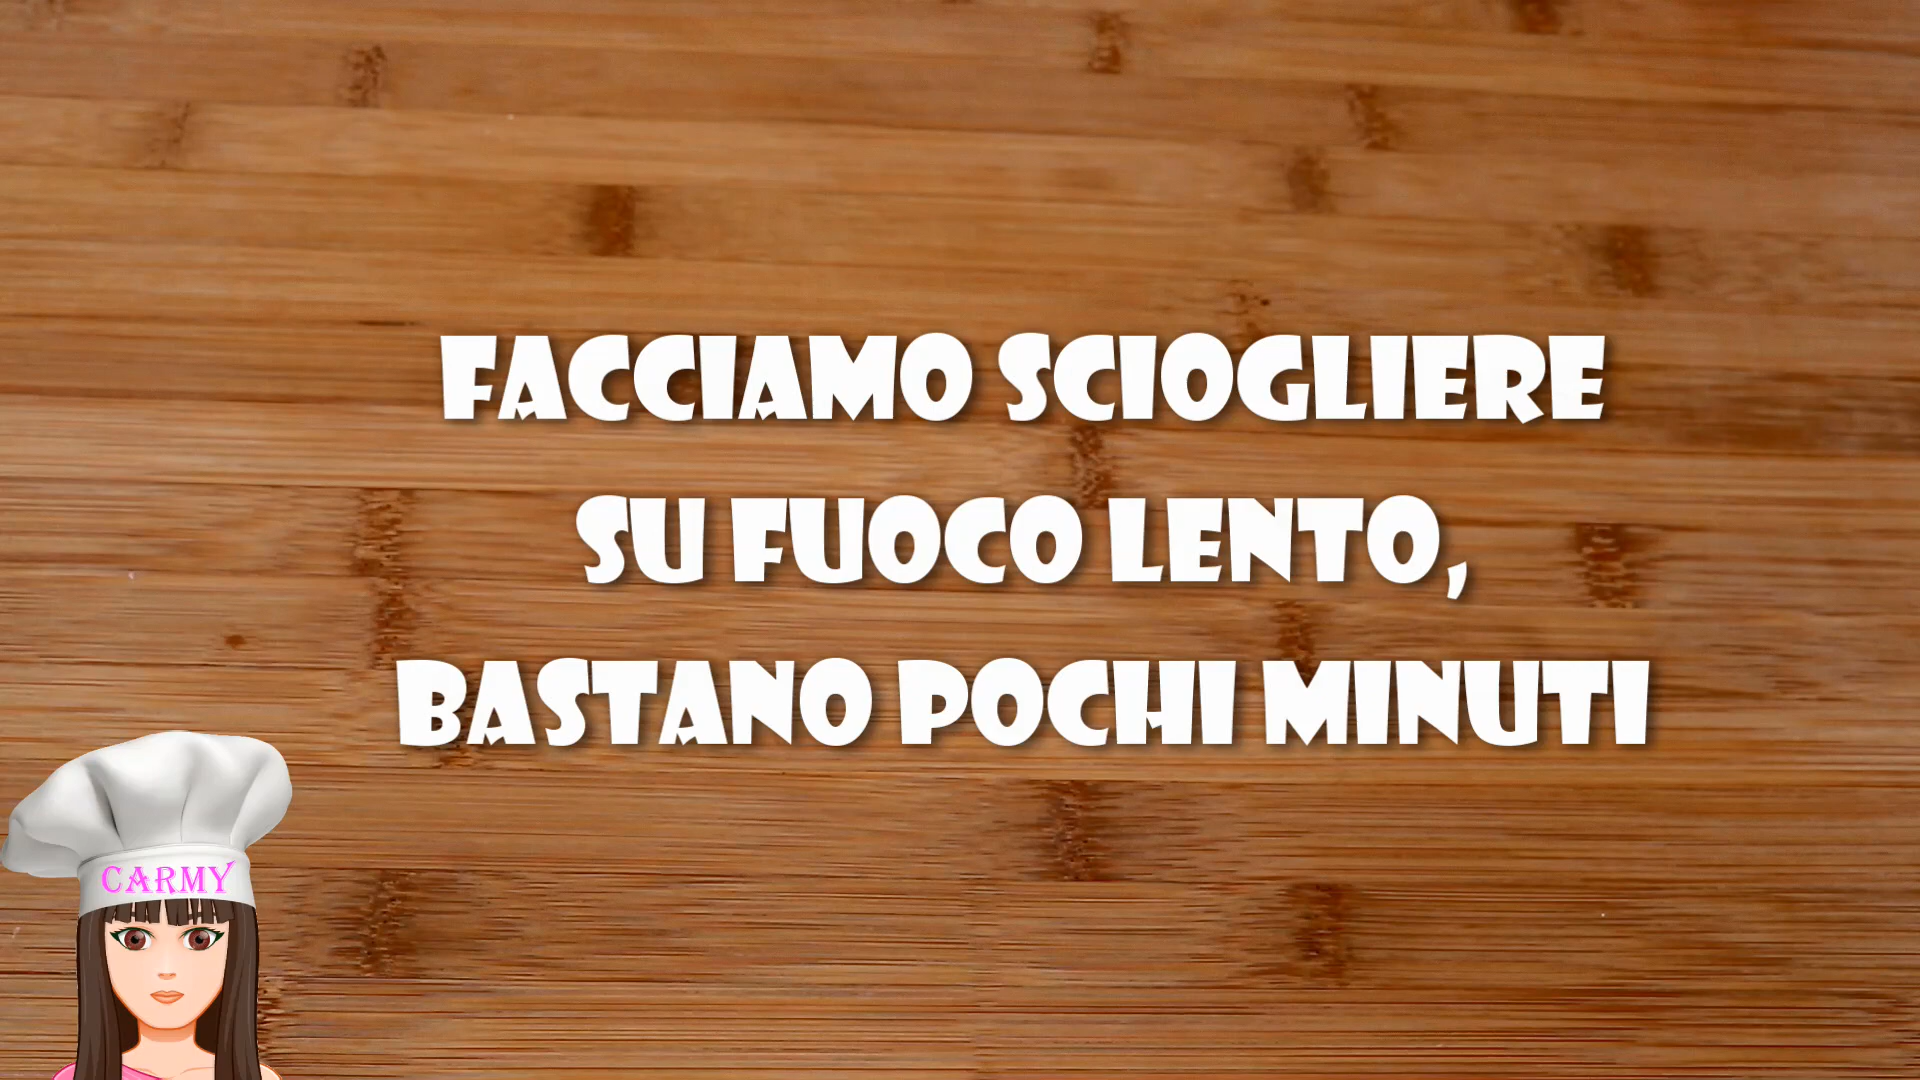 FACCIAMO SCIOGLIERE
SU FUOCO LENTO,
BASTANO POCHI MINUTI
CARMY